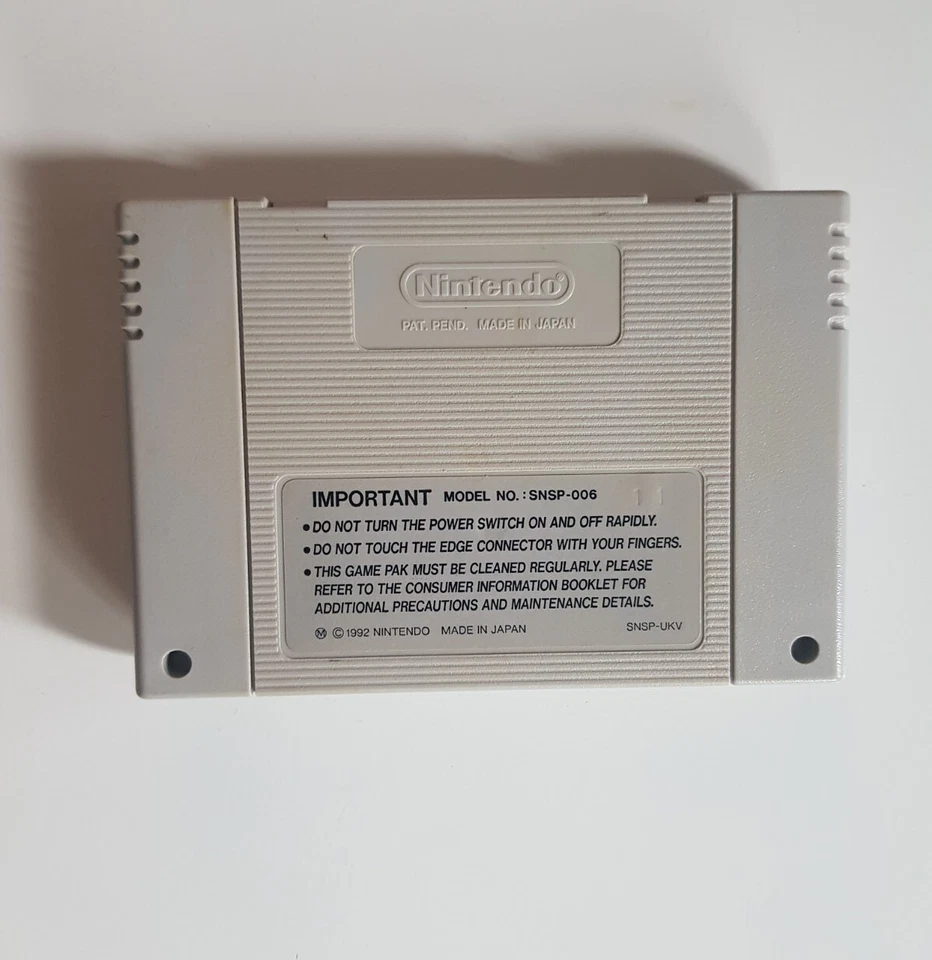 Nintendo®
PAT. PEND. MADE IN JAPAN
IMPORTANT MODEL NO. : SNSP-006 11
• DO NOT TURN THE POWER SWITCH ON AND OFF RAPIDLY.
• DO NOT TOUCH THE EDGE CONNECTOR WITH YOUR FINGERS.
• THIS GAME PAK MUST BE CLEANED REGULARLY. PLEASE
REFER TO THE CONSUMER INFORMATION BOOKLET FOR
ADDITIONAL PRECAUTIONS AND MAINTENANCE DETAILS.
Ⓜ © 1992 NINTENDO MADE IN JAPAN SNSP-UKV